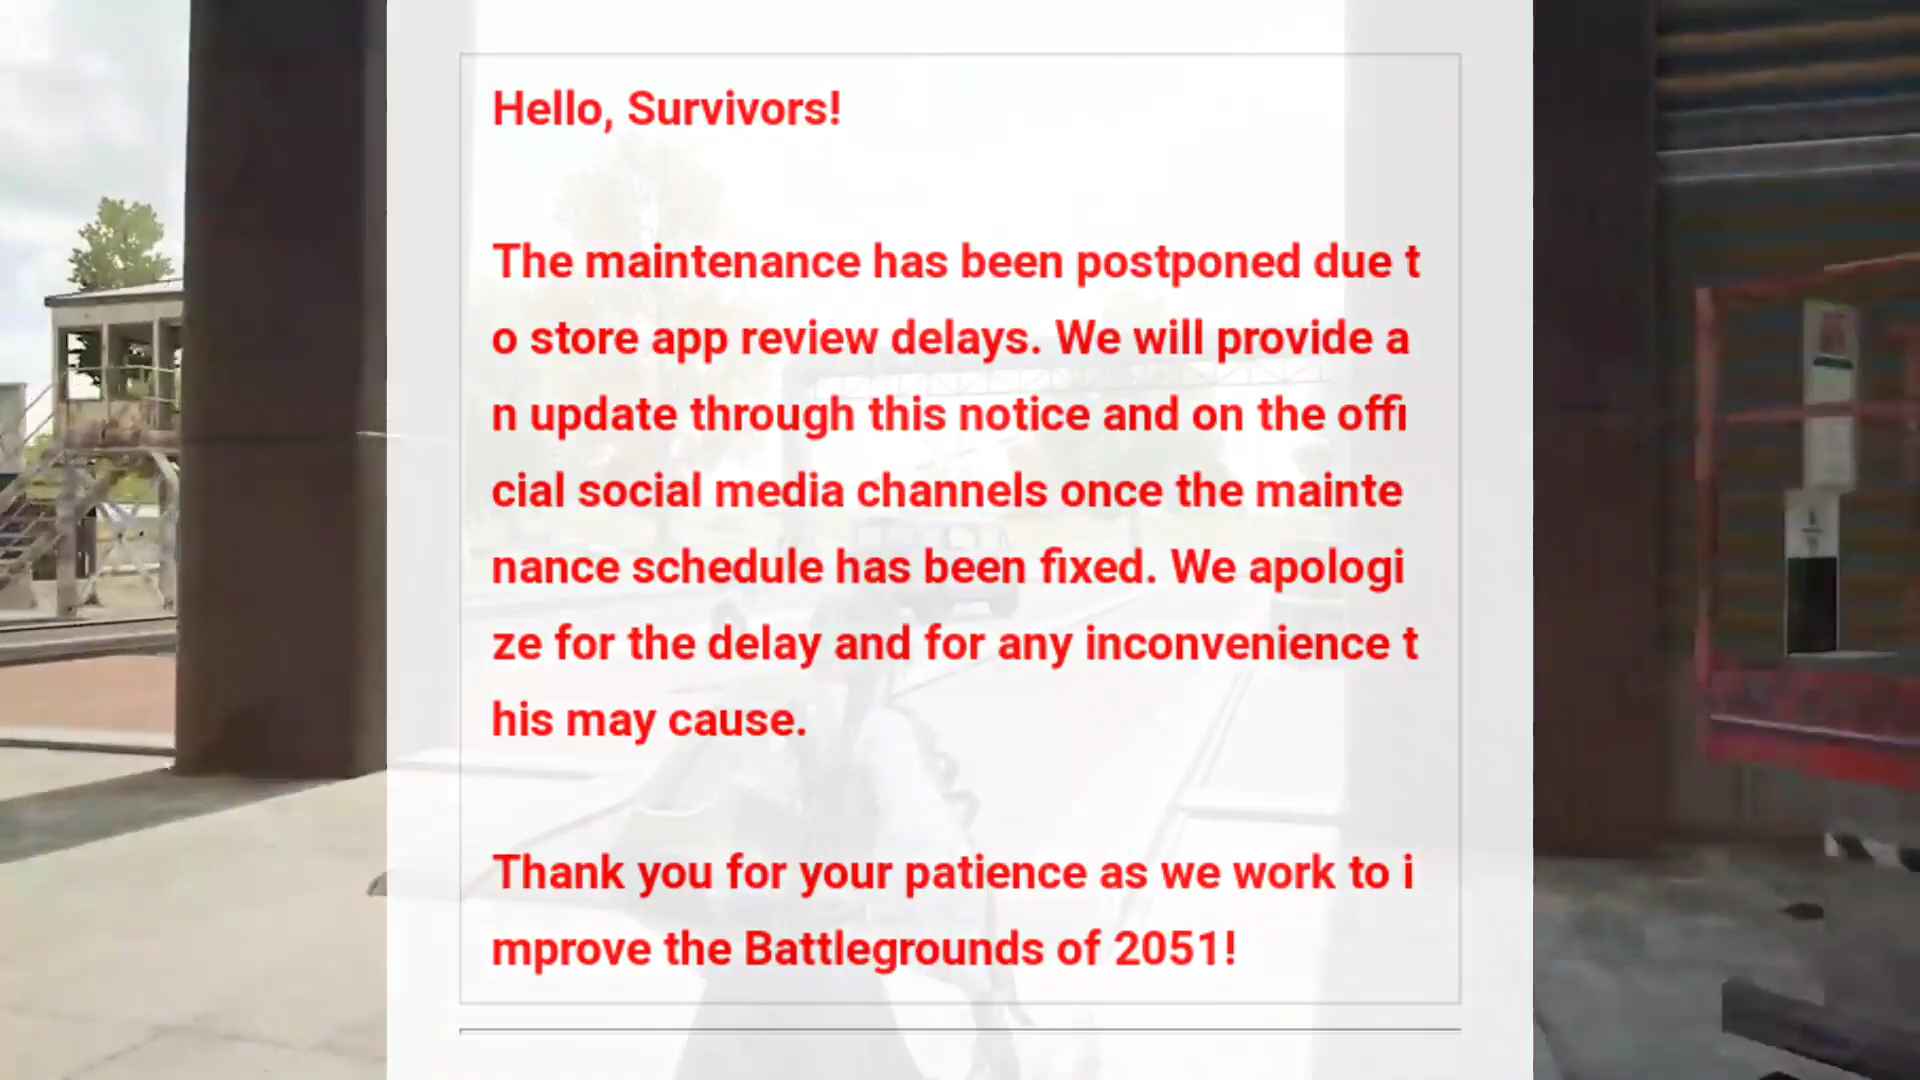 Hello, Survivors!
The maintenance has been postponed due t
o store app review delays. We will provide a
n update through this notice and on the offi
cial social media channels once the mainte
nance schedule has been fixed. We apologi
ze for the delay and for any inconvenience t
his may cause.
Thank you for your patience as we work to i
mprove the Battlegrounds of 2051!